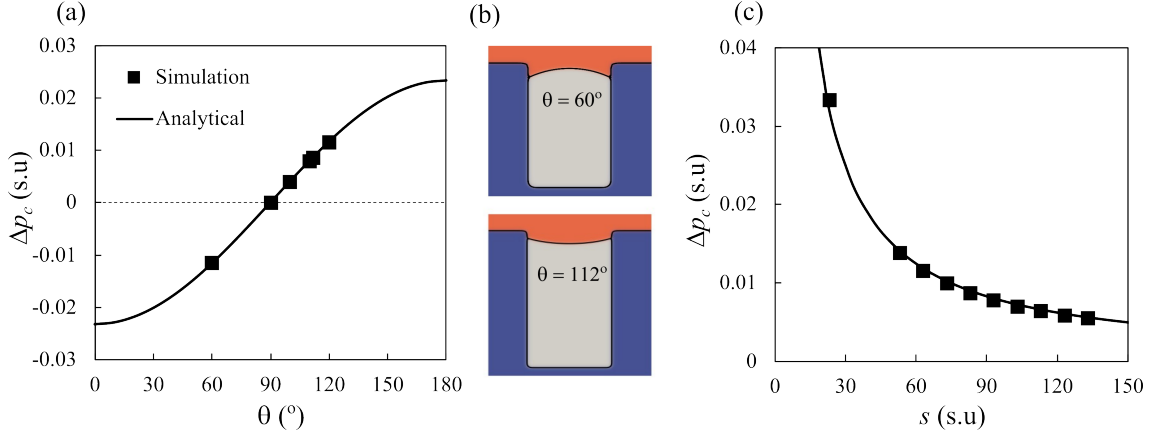 (a)
0.03
0.02
0.01
0
-0.01
-0.02
-0.03
Δp_c (s.u)
Simulation
Analytical
0 30 60 90 120 150 180
θ (°)
(b)
θ = 60°
θ = 112°
(c)
0.04
0.03
0.02
0.01
0
Δp_c (s.u)
0 30 60 90 120 150
s (s.u)